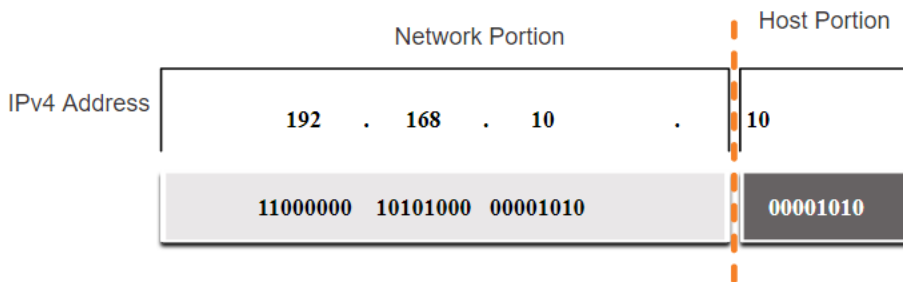 Network Portion
Host Portion
IPv4 Address
192 . 168 . 10 . 10
11000000 10101000 00001010 00001010